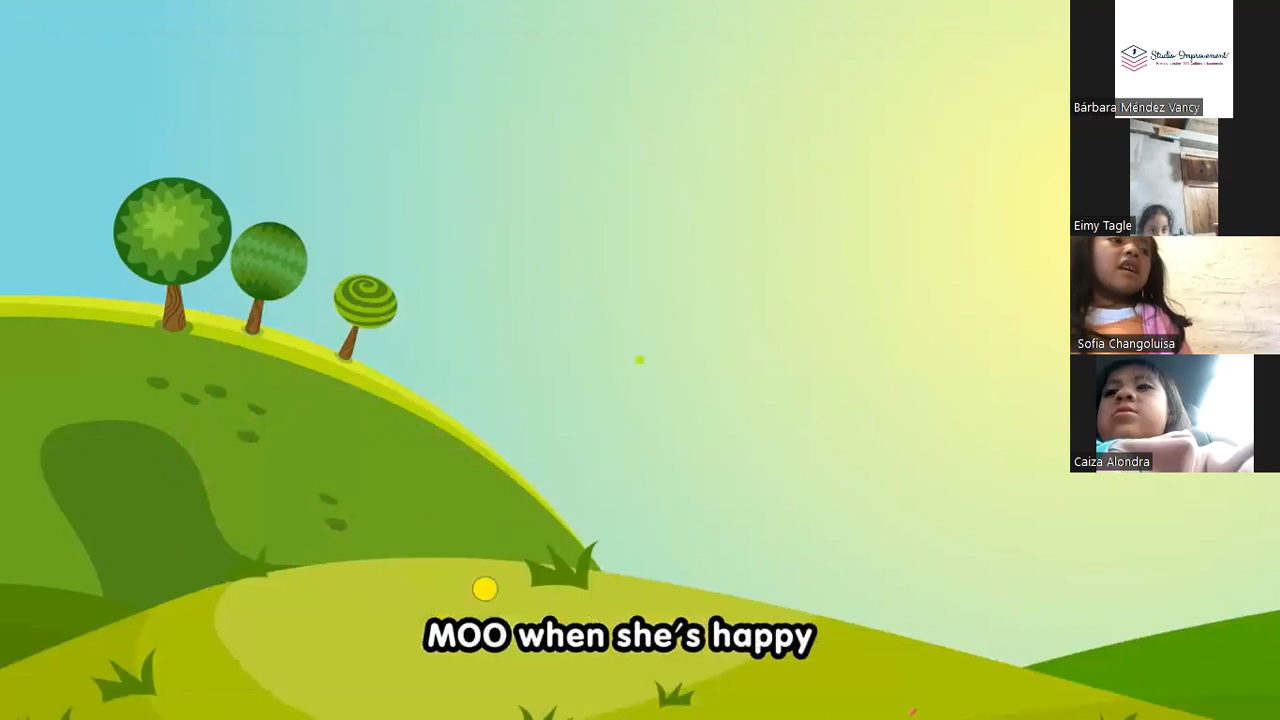 Studio Improvement
Bárbara Méndez Vancy
Eimy Tagle
Sofia Changoluisa
Caiza Alondra
MOO when she's happy